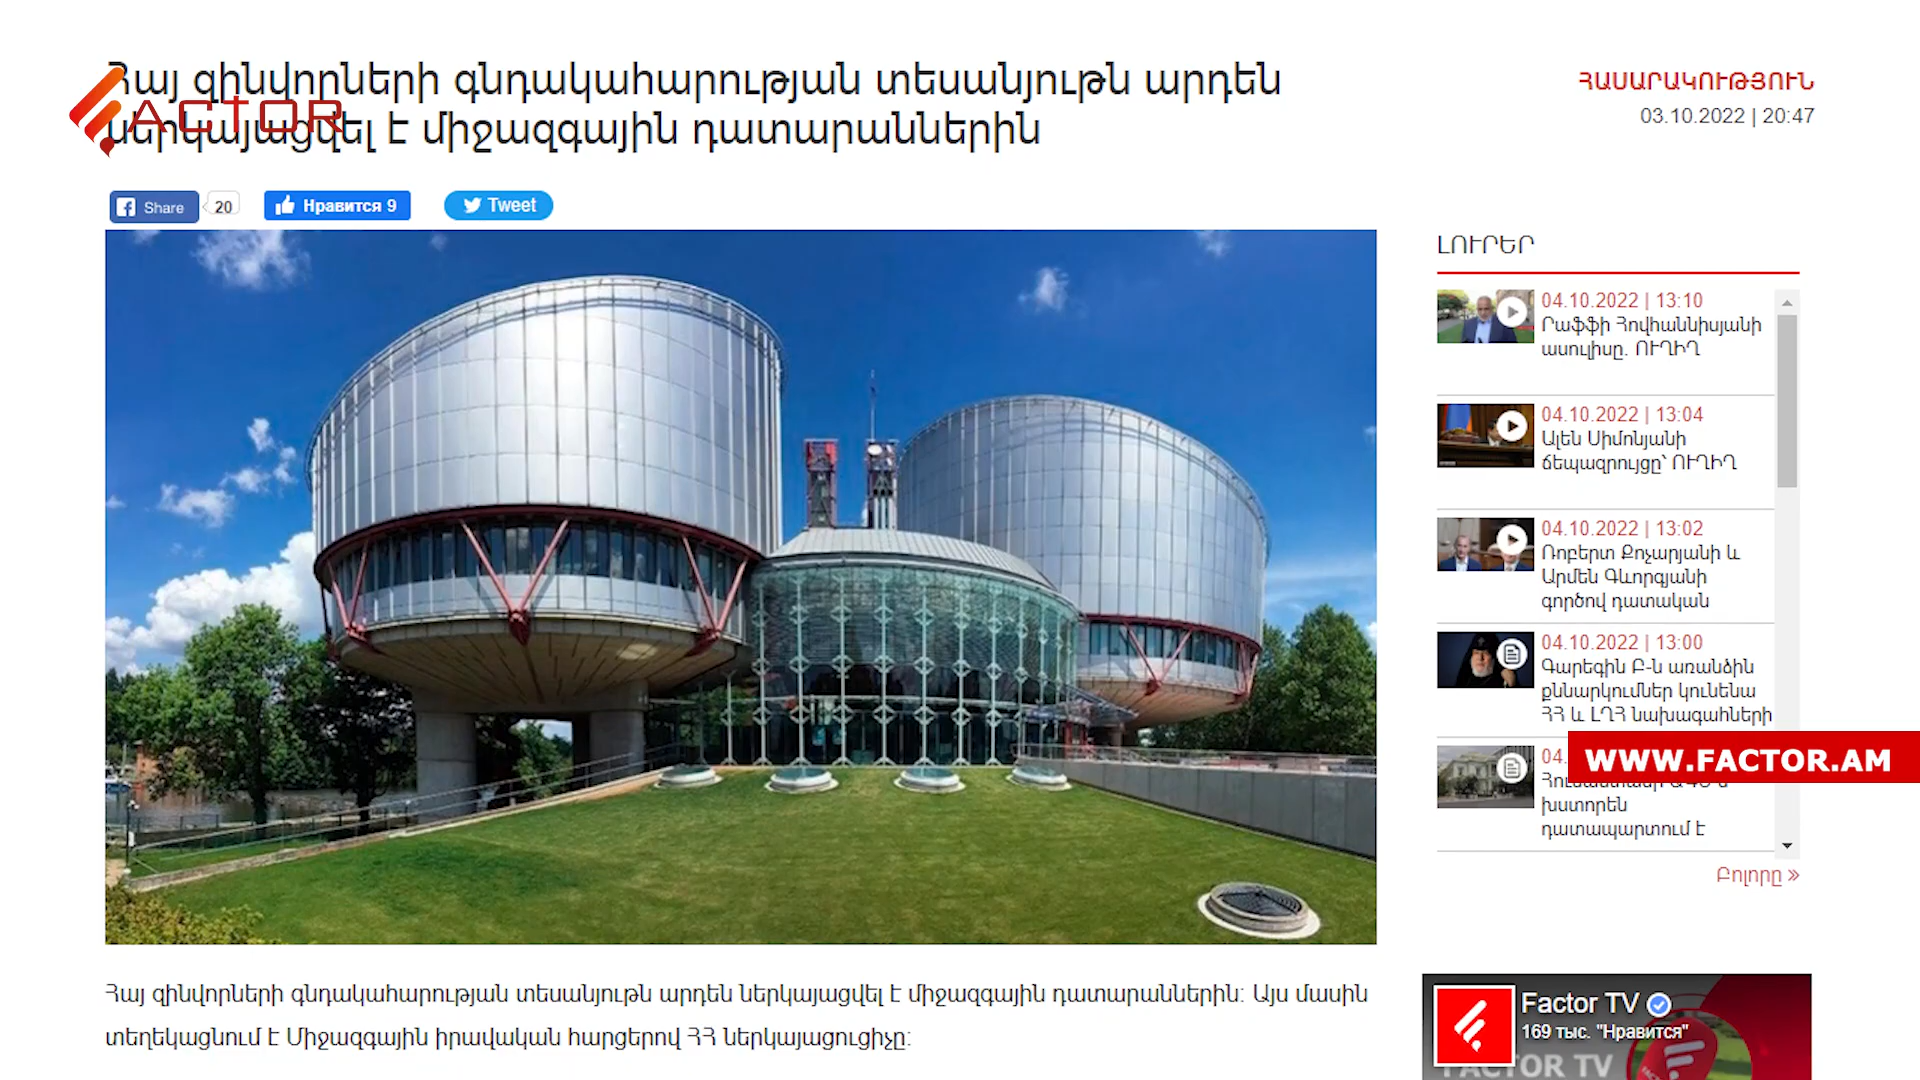 Հայ զինվորների գնդակահարության տեսանյութն արդեն
ներկայացվել է միջազգային դատարաններին
FACTOR
ՀԱՍԱՐԱԿՈՒԹՅՈՒՆ
03.10.2022 | 20:47
Share 20
Нравится 9
Tweet
ԼՈՒՐԵՐ
04.10.2022 | 13:10
Րաֆֆի Հովհաննիսյանի
ասուլիսը. ՈՒՂԻՂ
04.10.2022 | 13:04
Ալեն Սիմոնյանի
ճեպազրույցը՝ ՈՒՂԻՂ
04.10.2022 | 13:02
Ռոբերտ Քոչարյանի և
Արմեն Գևորգյանի
գործով դատական
04.10.2022 | 13:00
Գարեգին Բ-ն առանձին
քննարկումներ կունենա
ՀՀ և ԼՂՀ նախագահների
04.
WWW.FACTOR.AM
խստորեն
դատապարտում է
Բոլորը »
Հայ զինվորների գնդակահարության տեսանյութն արդեն ներկայացվել է միջազգային դատարաններին: Այս մասին
տեղեկացնում է Միջազգային իրավական հարցերով ՀՀ ներկայացուցիչը:
Factor TV
169 тыс. "Нравится"
FACTOR TV